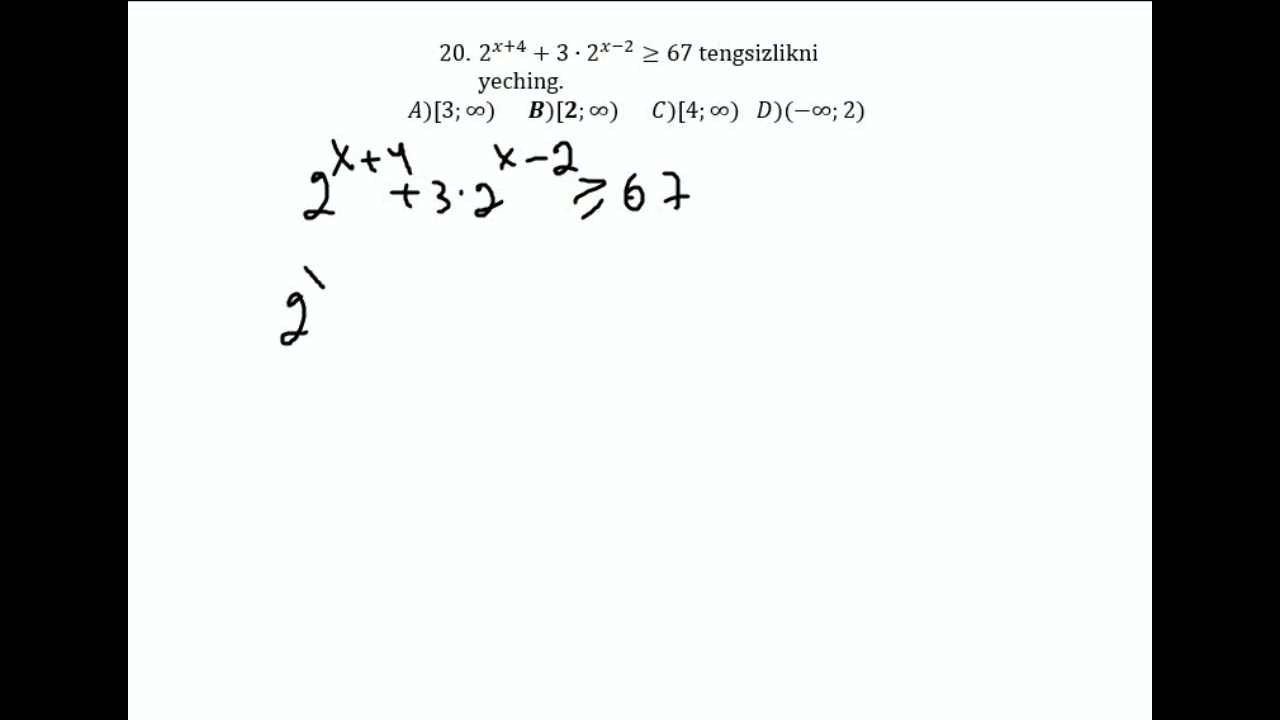 20. 2^{x+4} + 3 · 2^{x−2} ≥ 67 tengsizlikni
yeching.
A)[3; ∞) B)[2; ∞) C)[4; ∞) D)(−∞; 2)
2^{x+4} + 3 · 2^{x−2} ≥ 67
2^\